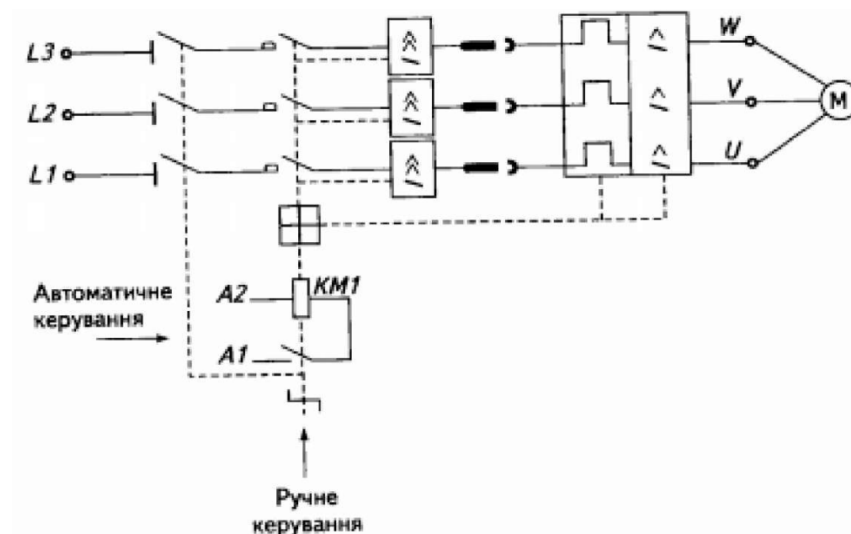 L3
W
L2
V
M
L1
U
A2
KM1
Автоматичне
керування
A1
Ручне
керування